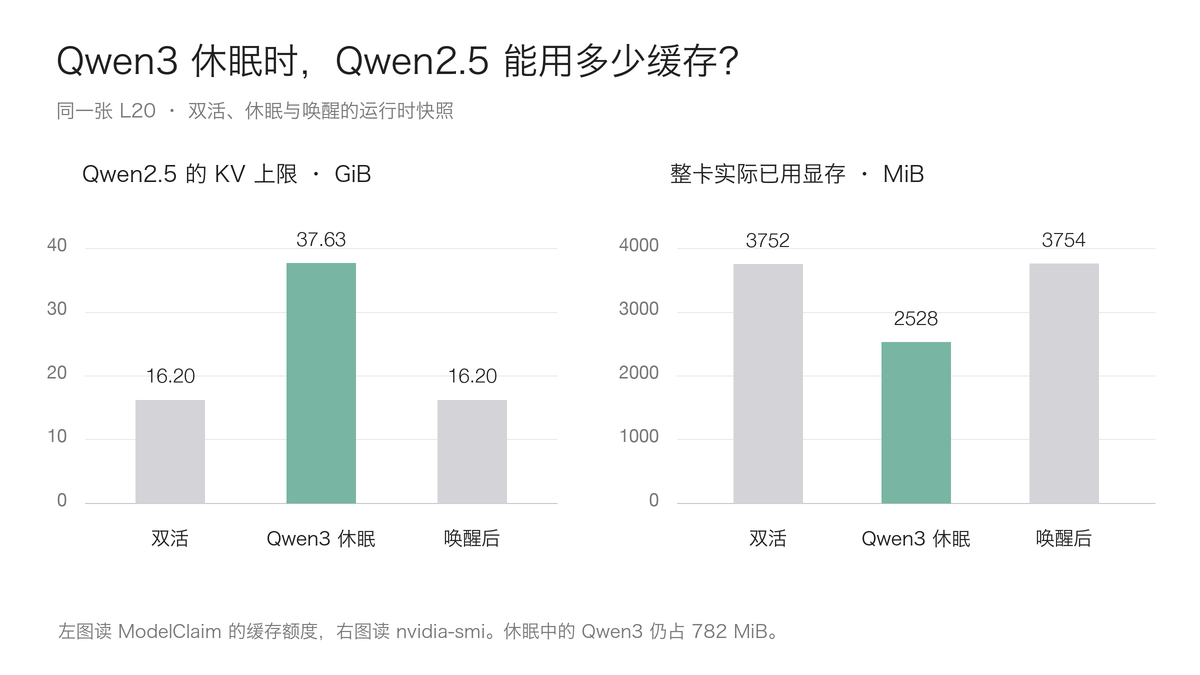 Qwen3 休眠时，Qwen2.5 能用多少缓存？
同一张 L20 · 双活、休眠与唤醒的运行时快照
Qwen2.5 的 KV 上限 · GiB
40
30
20
10
0
16.20
37.63
16.20
双活
Qwen3 休眠
唤醒后
整卡实际已用显存 · MiB
4000
3000
2000
1000
0
3752
2528
3754
双活
Qwen3 休眠
唤醒后
左图读 ModelClaim 的缓存额度，右图读 nvidia-smi。休眠中的 Qwen3 仍占 782 MiB。